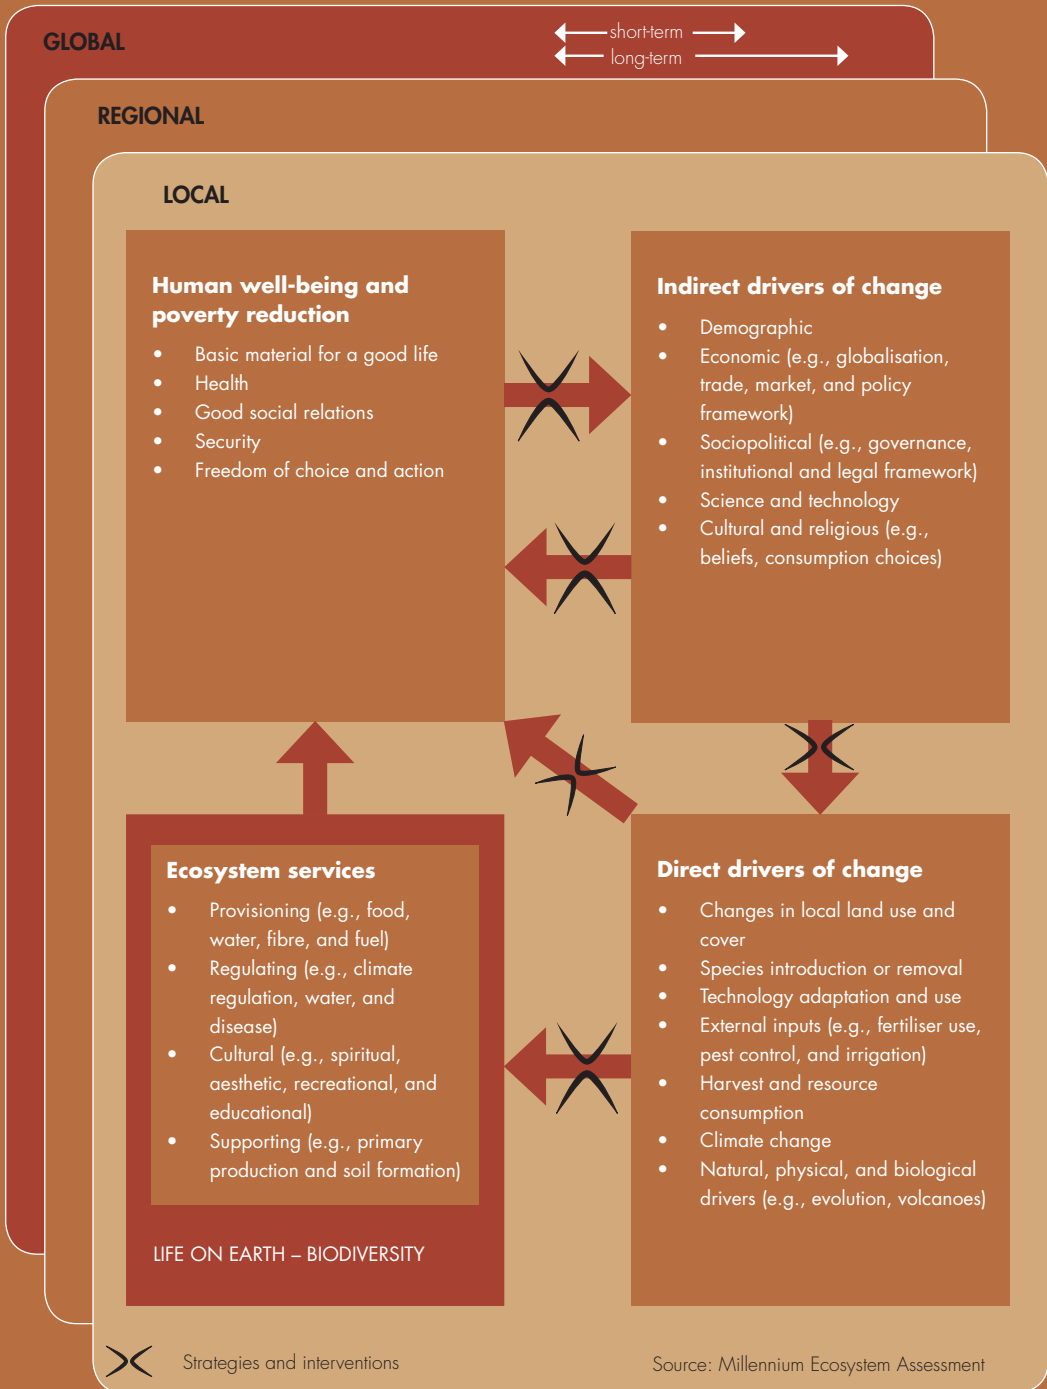 GLOBAL
short-term
long-term
REGIONAL
LOCAL
Human well-being and
poverty reduction
• Basic material for a good life
• Health
• Good social relations
• Security
• Freedom of choice and action
Indirect drivers of change
• Demographic
• Economic (e.g., globalisation,
trade, market, and policy
framework)
• Sociopolitical (e.g., governance,
institutional and legal framework)
• Science and technology
• Cultural and religious (e.g.,
beliefs, consumption choices)
Ecosystem services
• Provisioning (e.g., food,
water, fibre, and fuel)
• Regulating (e.g., climate
regulation, water, and
disease)
• Cultural (e.g., spiritual,
aesthetic, recreational, and
educational)
• Supporting (e.g., primary
production and soil formation)
LIFE ON EARTH – BIODIVERSITY
Direct drivers of change
• Changes in local land use and
cover
• Species introduction or removal
• Technology adaptation and use
• External inputs (e.g., fertiliser use,
pest control, and irrigation)
• Harvest and resource
consumption
• Climate change
• Natural, physical, and biological
drivers (e.g., evolution, volcanoes)
Strategies and interventions
Source: Millennium Ecosystem Assessment